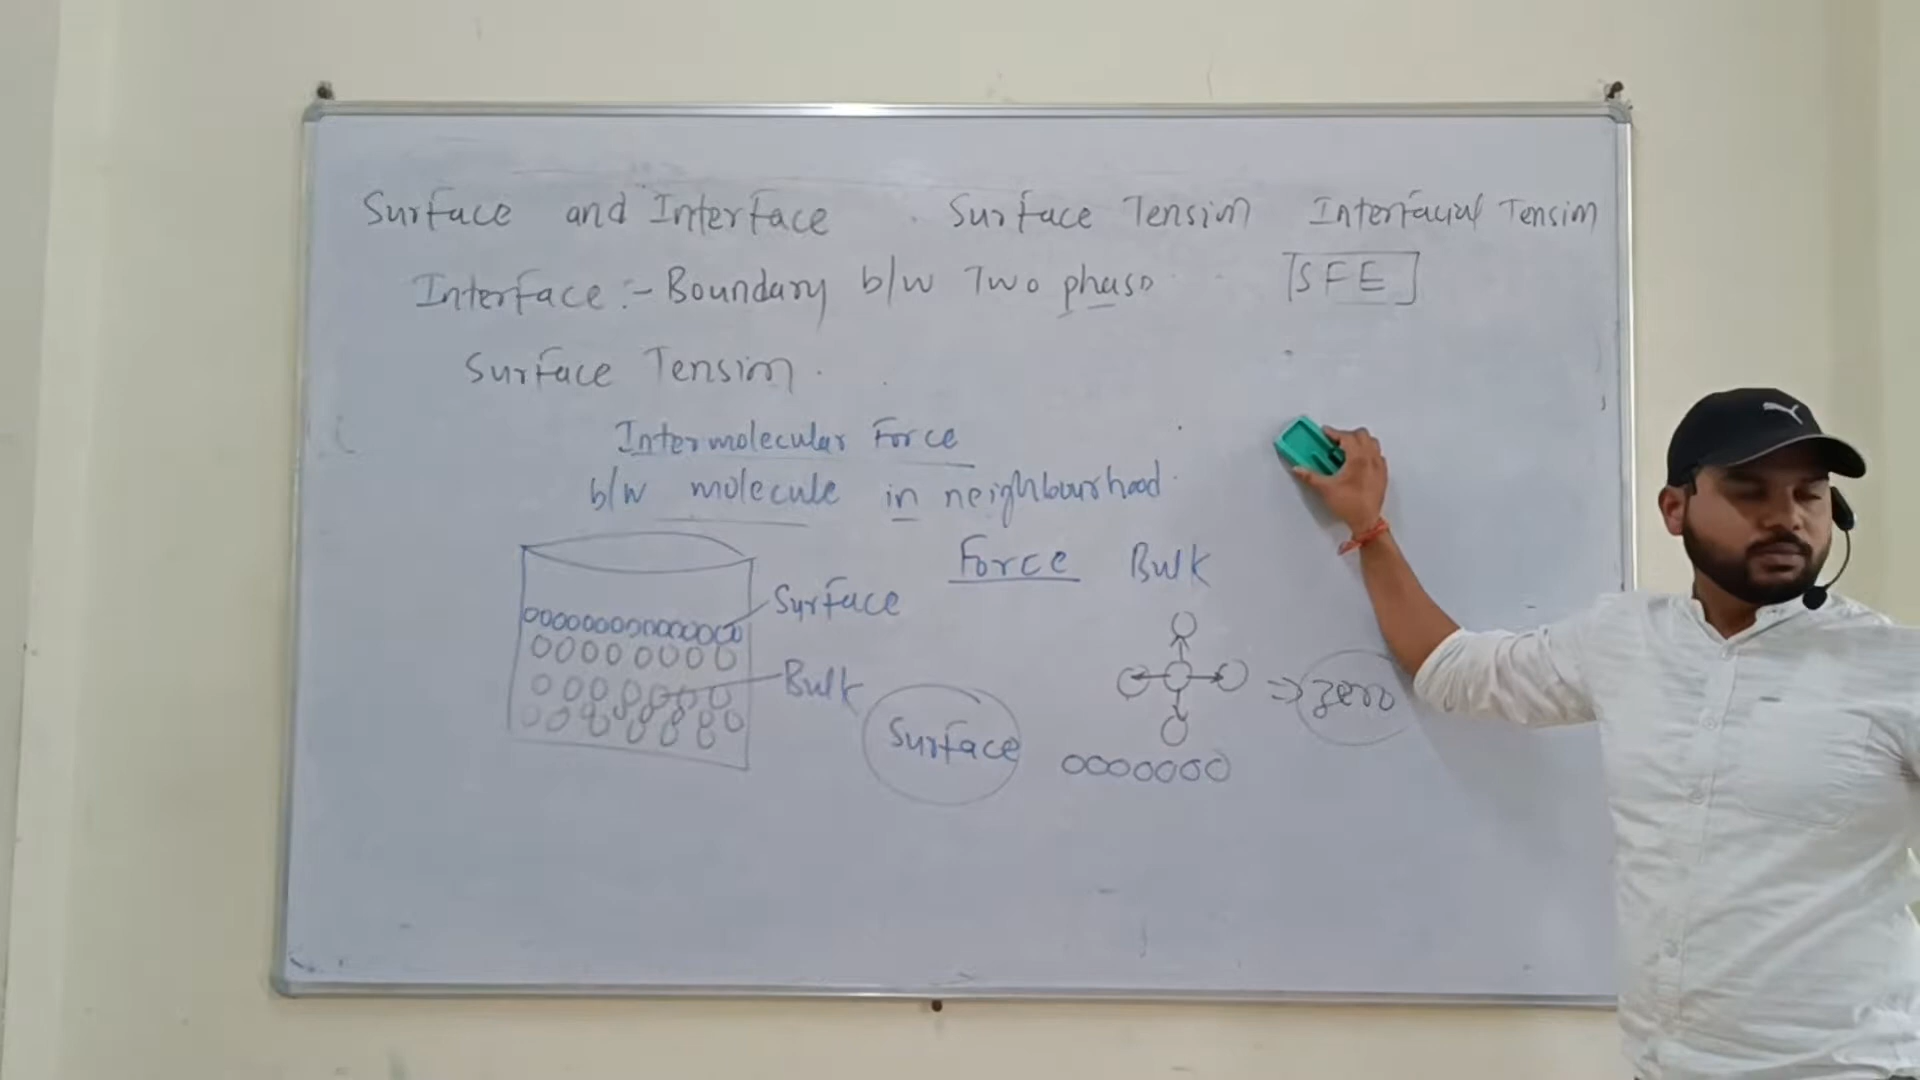 Surface and Interface Surface Tension Interfacial Tension
Interface :- Boundary b/w Two phase [SFE]
Surface Tension.
Intermolecular Force
b/w molecule in neighbourhood.
Force Bulk
Surface
Bulk
Surface
⇒ zero